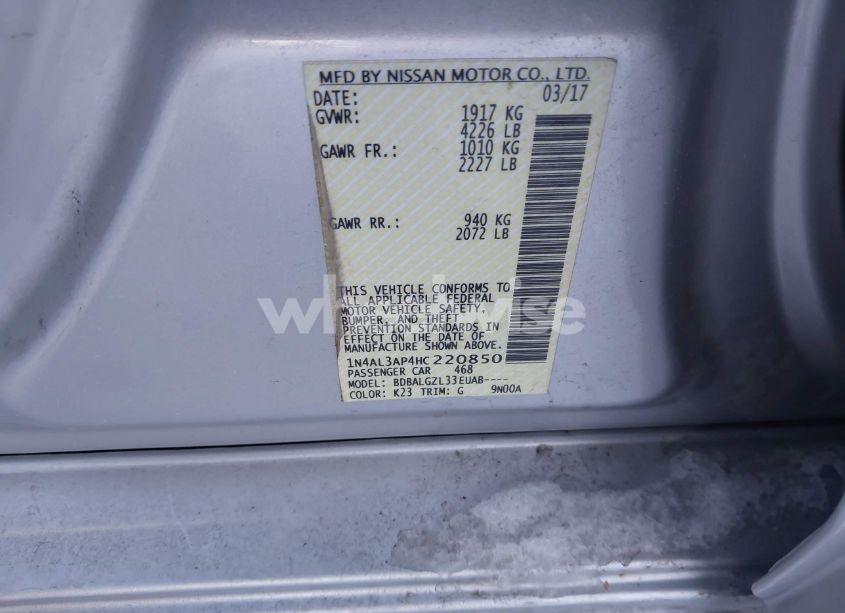 MFD BY NISSAN MOTOR CO., LTD.
DATE: 03/17
GVWR: 1917 KG
4226 LB
GAWR FR.: 1010 KG
2227 LB
GAWR RR.: 940 KG
2072 LB
THIS VEHICLE CONFORMS TO
ALL APPLICABLE FEDERAL
MOTOR VEHICLE SAFETY,
BUMPER, AND THEFT
PREVENTION STANDARDS IN
EFFECT ON THE DATE OF
MANUFACTURE SHOWN ABOVE.
1N4AL3AP4HC220850
PASSENGER CAR 468
MODEL: BDBALGZL33EUAB----
COLOR: K23 TRIM: G 9N00A